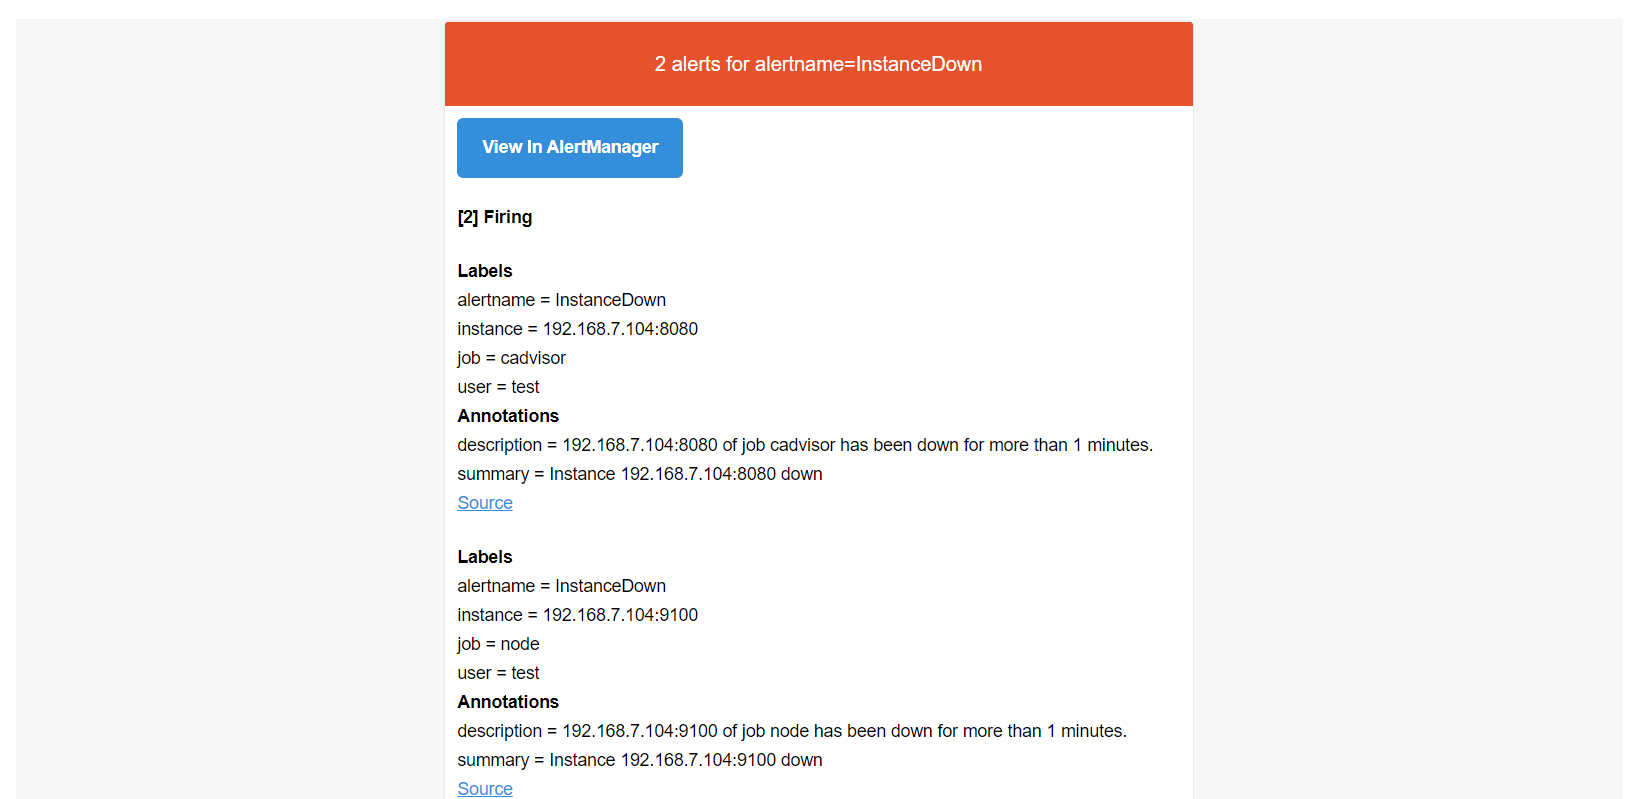 2 alerts for alertname=InstanceDown
View In AlertManager
[2] Firing
Labels
alertname = InstanceDown
instance = 192.168.7.104:8080
job = cadvisor
user = test
Annotations
description = 192.168.7.104:8080 of job cadvisor has been down for more than 1 minutes.
summary = Instance 192.168.7.104:8080 down
Source
Labels
alertname = InstanceDown
instance = 192.168.7.104:9100
job = node
user = test
Annotations
description = 192.168.7.104:9100 of job node has been down for more than 1 minutes.
summary = Instance 192.168.7.104:9100 down
Source